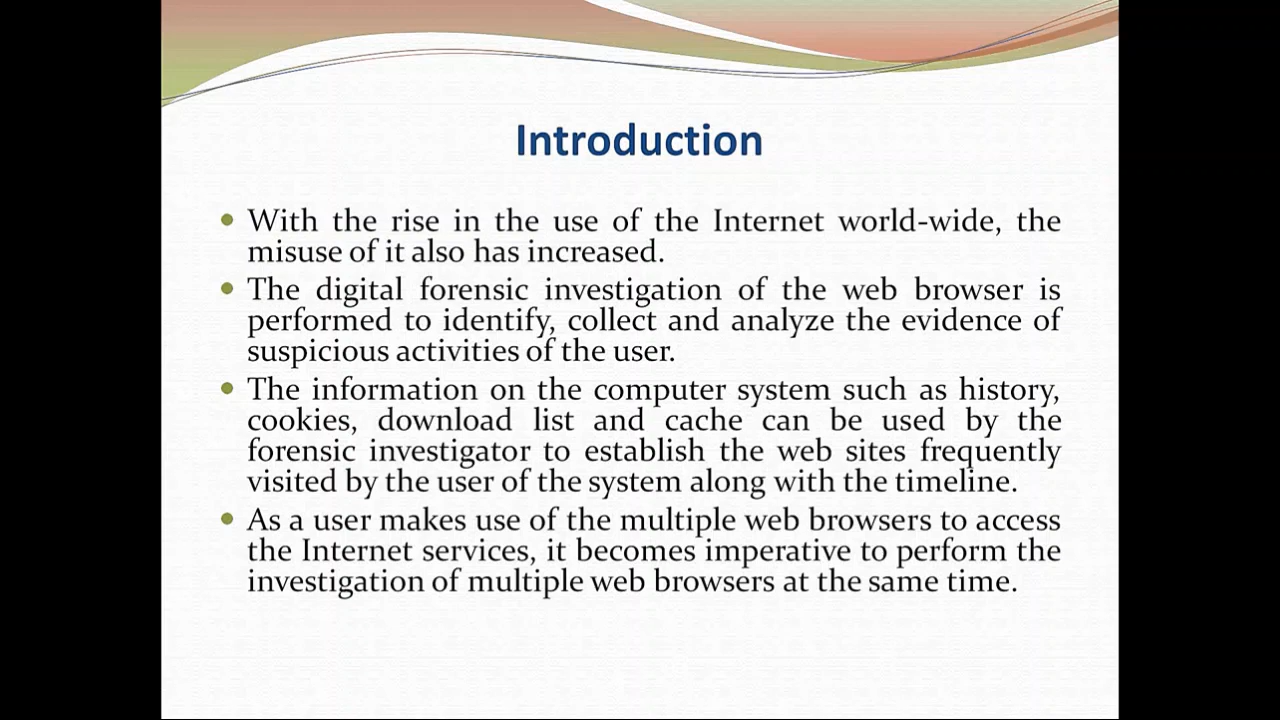 Introduction
With the rise in the use of the Internet world-wide, the
misuse of it also has increased.
The digital forensic investigation of the web browser is
performed to identify, collect and analyze the evidence of
suspicious activities of the user.
The information on the computer system such as history,
cookies, download list and cache can be used by the
forensic investigator to establish the web sites frequently
visited by the user of the system along with the timeline.
As a user makes use of the multiple web browsers to access
the Internet services, it becomes imperative to perform the
investigation of multiple web browsers at the same time.